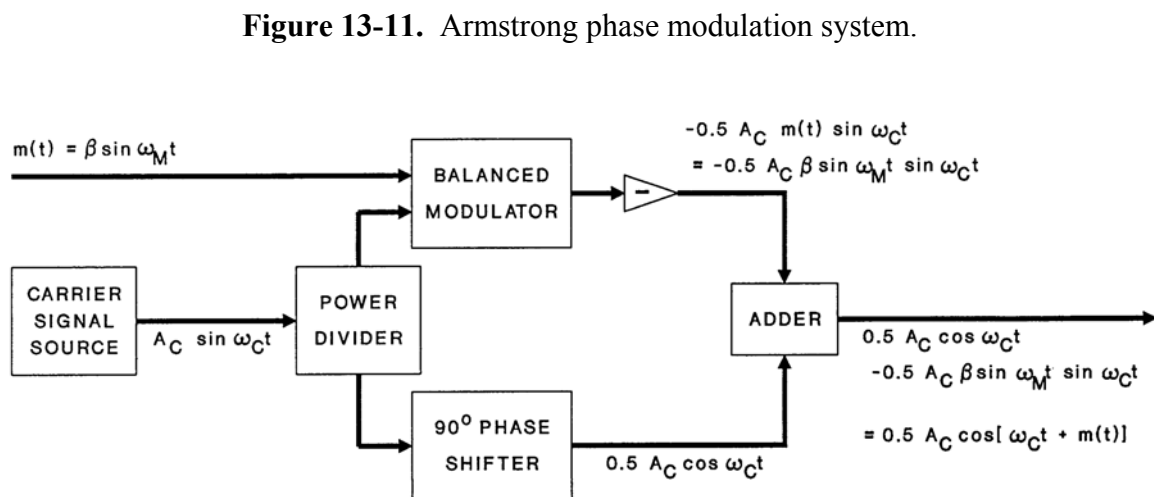 Figure 13-11. Armstrong phase modulation system.
m(t) = β sin ω_M t
BALANCED
MODULATOR
−
-0.5 A_C m(t) sin ω_C t
= -0.5 A_C β sin ω_M t sin ω_C t
CARRIER
SIGNAL
SOURCE
A_C sin ω_C t
POWER
DIVIDER
ADDER
0.5 A_C cos ω_C t
-0.5 A_C β sin ω_M t sin ω_C t
= 0.5 A_C cos[ ω_C t + m(t)]
90° PHASE
SHIFTER
0.5 A_C cos ω_C t